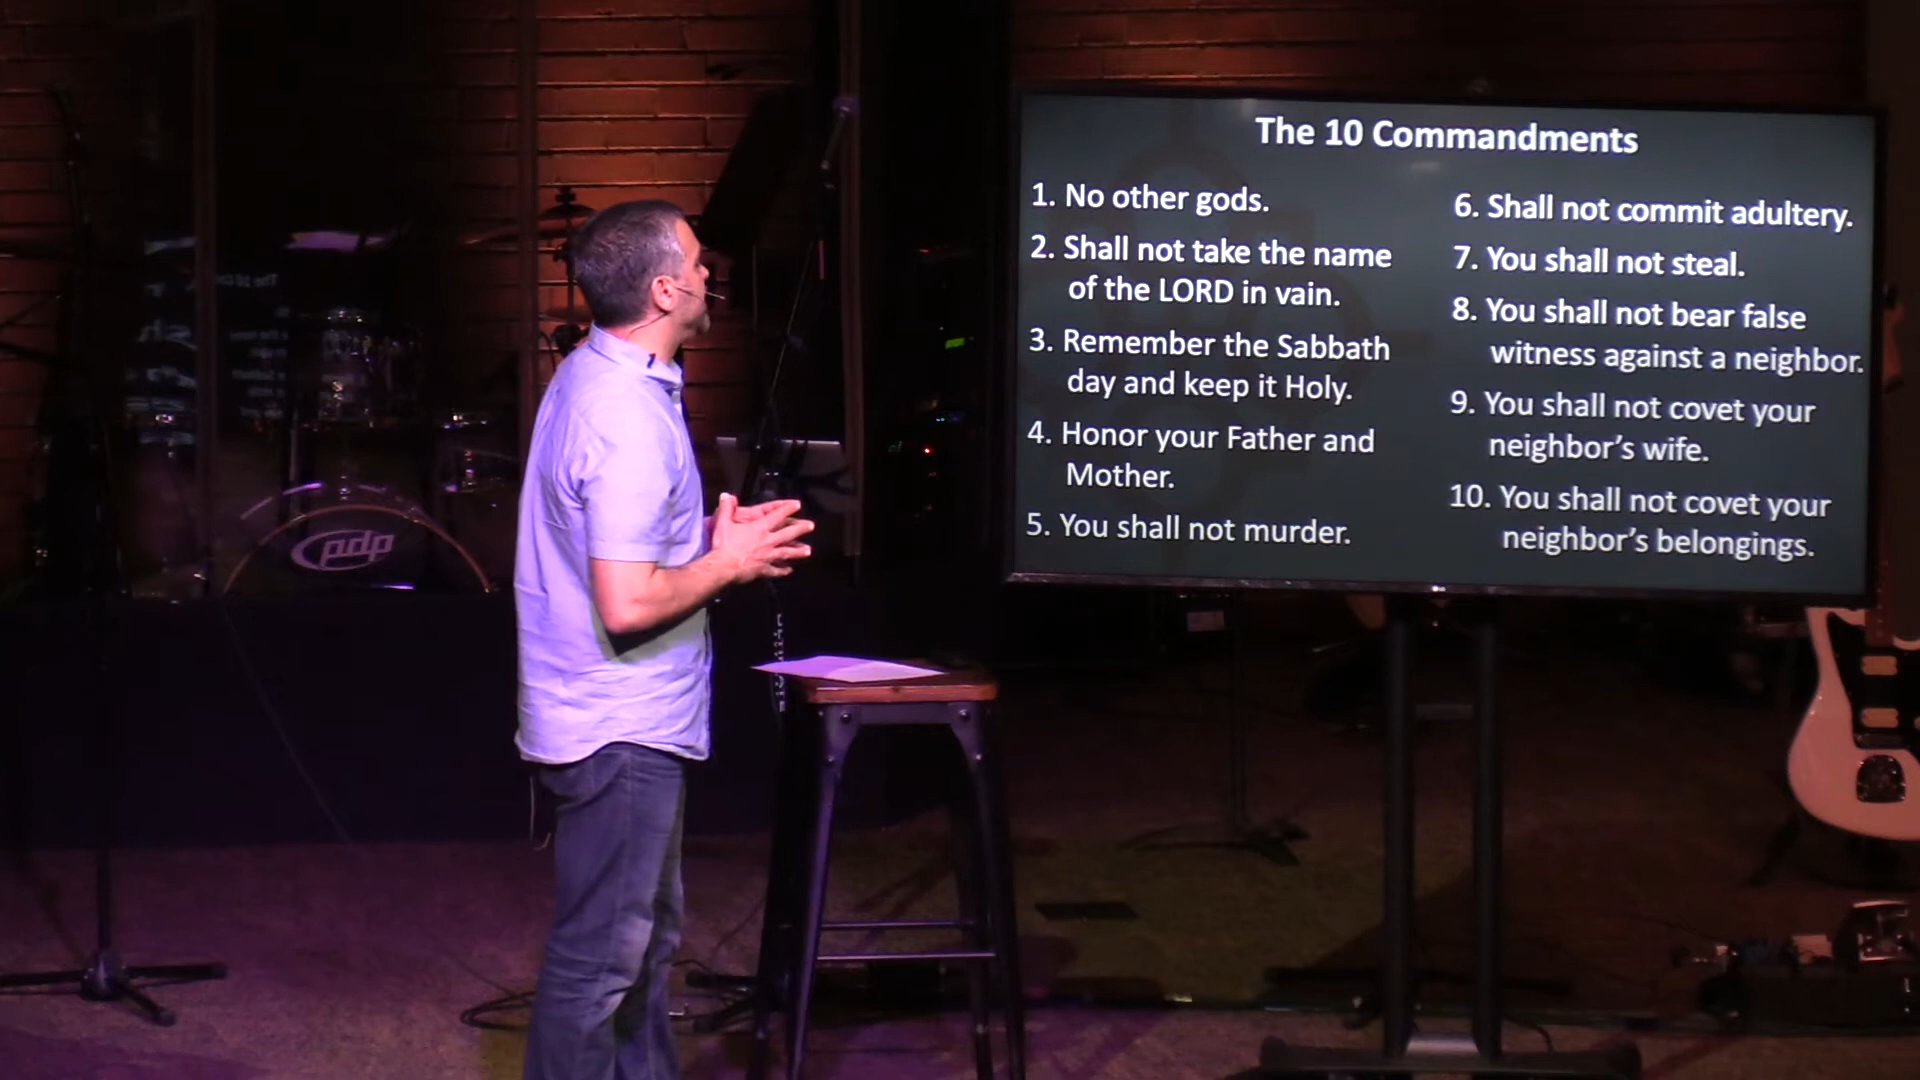 The 10 Commandments
1. No other gods.
2. Shall not take the name
of the LORD in vain.
3. Remember the Sabbath
day and keep it Holy.
4. Honor your Father and
Mother.
5. You shall not murder.
6. Shall not commit adultery.
7. You shall not steal.
8. You shall not bear false
witness against a neighbor.
9. You shall not covet your
neighbor's wife.
10. You shall not covet your
neighbor's belongings.
pdp